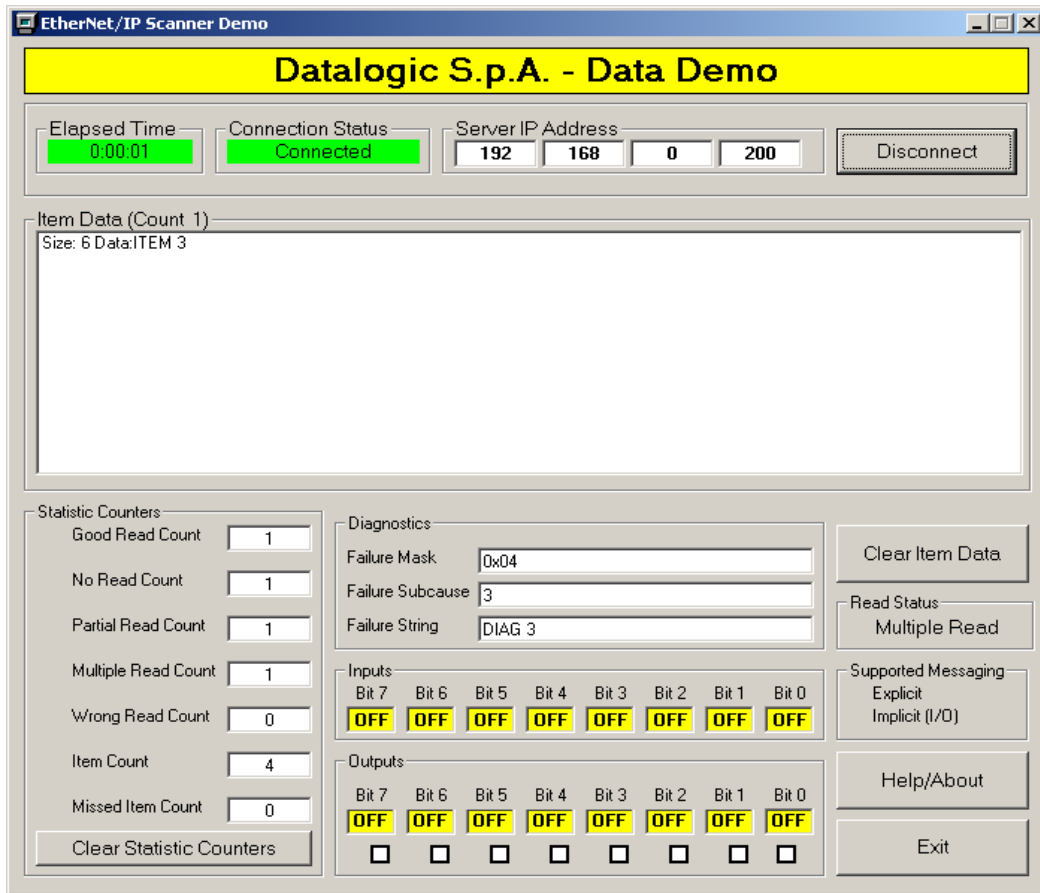 EtherNet/IP Scanner Demo
Datalogic S.p.A. - Data Demo
Elapsed Time
0:00:01
Connection Status
Connected
Server IP Address
192 168 0 200
Disconnect
Item Data (Count 1)
Size: 6 Data:ITEM 3
Statistic Counters
Good Read Count 1
No Read Count 1
Partial Read Count 1
Multiple Read Count 1
Wrong Read Count 0
Item Count 4
Missed Item Count 0
Clear Statistic Counters
Diagnostics
Failure Mask 0x04
Failure Subcause 3
Failure String DIAG 3
Inputs
Bit 7 Bit 6 Bit 5 Bit 4 Bit 3 Bit 2 Bit 1 Bit 0
OFF OFF OFF OFF OFF OFF OFF OFF
Outputs
Bit 7 Bit 6 Bit 5 Bit 4 Bit 3 Bit 2 Bit 1 Bit 0
OFF OFF OFF OFF OFF OFF OFF OFF
Clear Item Data
Read Status
Multiple Read
Supported Messaging
Explicit
Implicit (I/O)
Help/About
Exit